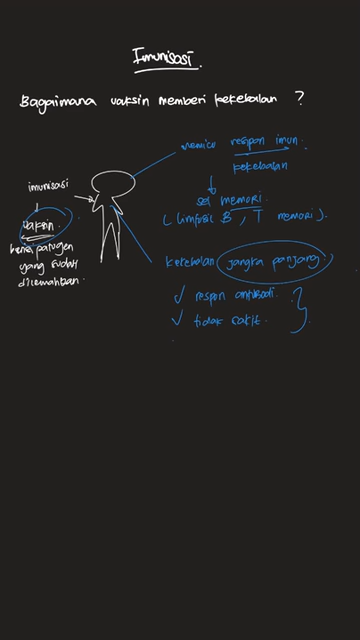 Imunisasi.
Bagaimana vaksin memberi kekebalan ?
memicu respon imun.
kekebalan
sel memori.
( limfosit B, T memori).
imunisasi
vaksin.
patogen
yang sudah
dilemahkan.
kekebalan jangka panjang.
✓ respon antibodi.
✓ tidak sakit.